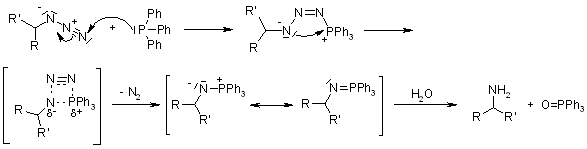 R' N N N + Ph
R - + + P Ph
Ph
R' N N
R N PPh₃
- +
N N
N PPh₃
δ- δ+
R
R'
- N₂
- +
N–PPh₃
R
R'
N=PPh₃
R
R'
H₂O
NH₂
R R' + O=PPh₃